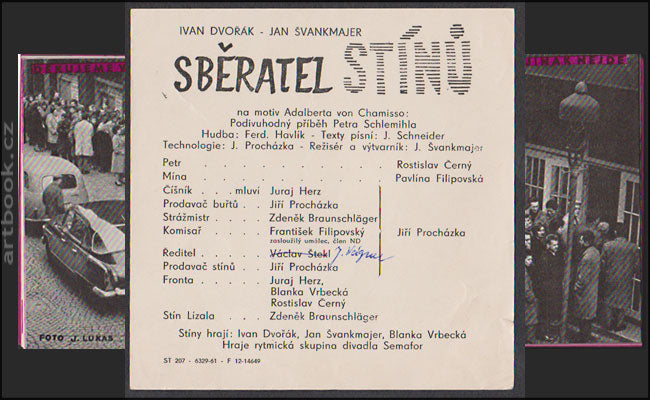 IVAN DVOŘÁK - JAN ŠVANKMAJER
SBĚRATEL STÍNŮ
na motiv Adalberta von Chamisso:
Podivuhodný příběh Petra Schlemihla
Hudba: Ferd. Havlík - Texty písní: J. Schneider
Technologie: J. Procházka - Režisér a výtvarník: J. Švankmajer
Petr . . . . . . . . . . . Rostislav Černý
Mína . . . . . . . . . . . Pavlína Filipovská
Číšník . . . mluví Juraj Herz
Prodavač buřtů . . Jiří Procházka
Strážmistr . . . . Zdeněk Braunschläger
Komisař . . . . František Filipovský
zasloužilý umělec, člen ND
Jiří Procházka
Ředitel . . . . . Václav Štekl
Prodavač stínů . . Jiří Procházka
Fronta . . . . . Juraj Herz,
Blanka Vrbecká
Rostislav Černý
Stín Lízala . . . . Zdeněk Braunschläger
Stíny hrají: Ivan Dvořák, Jan Švankmajer, Blanka Vrbecká
Hraje rytmická skupina divadla Semafor
ST 207 - 6329-61 - F 12-14649
DĚKUJEME V
FOTO J. LUKAS
JINAK NEJDE
artbook.cz